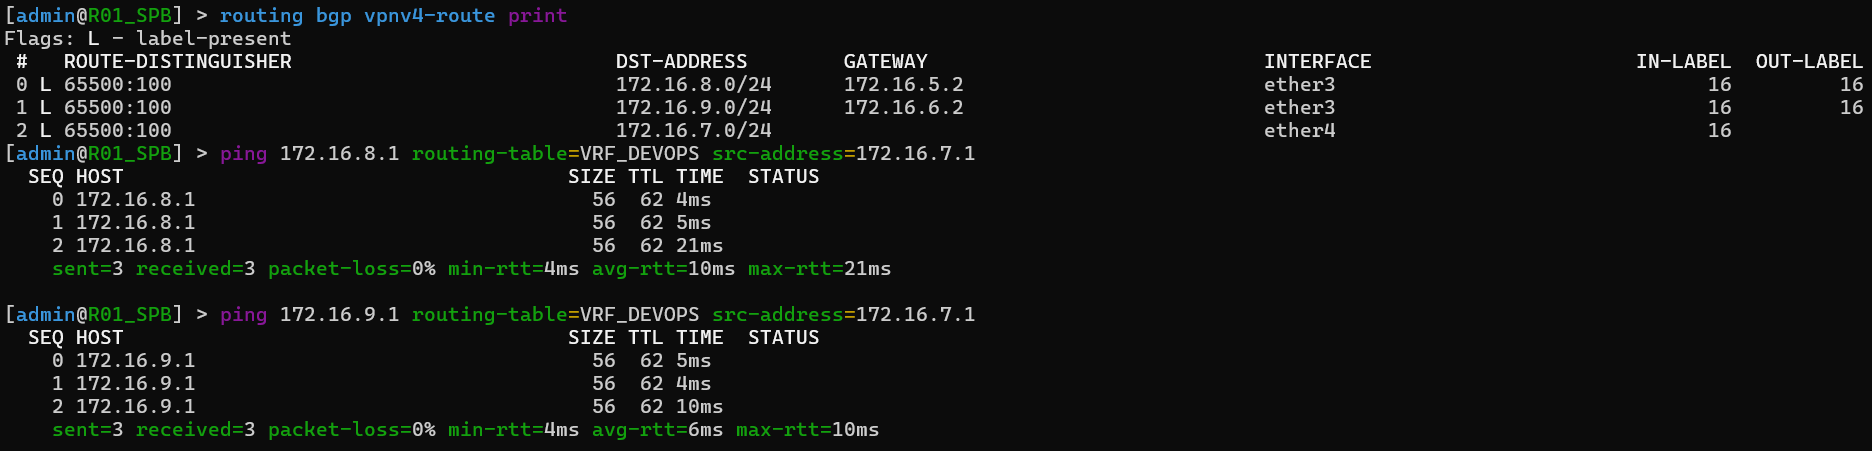 [admin@R01_SPB] > routing bgp vpnv4-route print
Flags: L - label-present
 #   ROUTE-DISTINGUISHER                           DST-ADDRESS        GATEWAY                            INTERFACE                      IN-LABEL  OUT-LABEL
 0 L 65500:100                                     172.16.8.0/24      172.16.5.2                         ether3                               16         16
 1 L 65500:100                                     172.16.9.0/24      172.16.6.2                         ether3                               16         16
 2 L 65500:100                                     172.16.7.0/24                                         ether4                               16
[admin@R01_SPB] > ping 172.16.8.1 routing-table=VRF_DEVOPS src-address=172.16.7.1
  SEQ HOST                                     SIZE TTL TIME  STATUS
    0 172.16.8.1                                 56  62 4ms
    1 172.16.8.1                                 56  62 5ms
    2 172.16.8.1                                 56  62 21ms
    sent=3 received=3 packet-loss=0% min-rtt=4ms avg-rtt=10ms max-rtt=21ms
[admin@R01_SPB] > ping 172.16.9.1 routing-table=VRF_DEVOPS src-address=172.16.7.1
  SEQ HOST                                     SIZE TTL TIME  STATUS
    0 172.16.9.1                                 56  62 5ms
    1 172.16.9.1                                 56  62 4ms
    2 172.16.9.1                                 56  62 10ms
    sent=3 received=3 packet-loss=0% min-rtt=4ms avg-rtt=6ms max-rtt=10ms